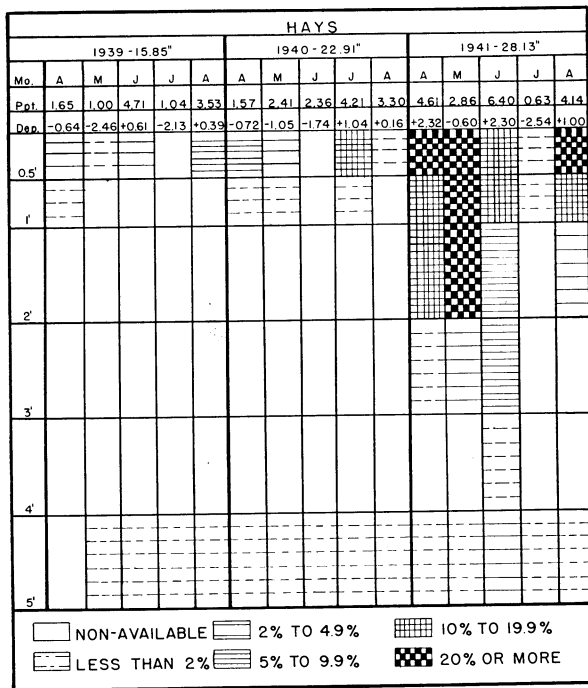 HAYS
1939 - 15.85" 1940 - 22.91" 1941 - 28.13"
Mo. A M J J A A M J J A A M J J A
Ppt. 1.65 1.00 4.71 1.04 3.53 1.57 2.41 2.36 4.21 3.30 4.61 2.86 6.40 0.63 4.14
Dep. -0.64 -2.46 +0.61 -2.13 +0.39 -072 -1.05 -1.74 +1.04 +0.16 +2.32 -0.60 +2.30 -2.54 +1.00
0.5'
1'
2'
3'
4'
5'
NON-AVAILABLE 2% TO 4.9% 10% TO 19.9%
LESS THAN 2% 5% TO 9.9% 20% OR MORE